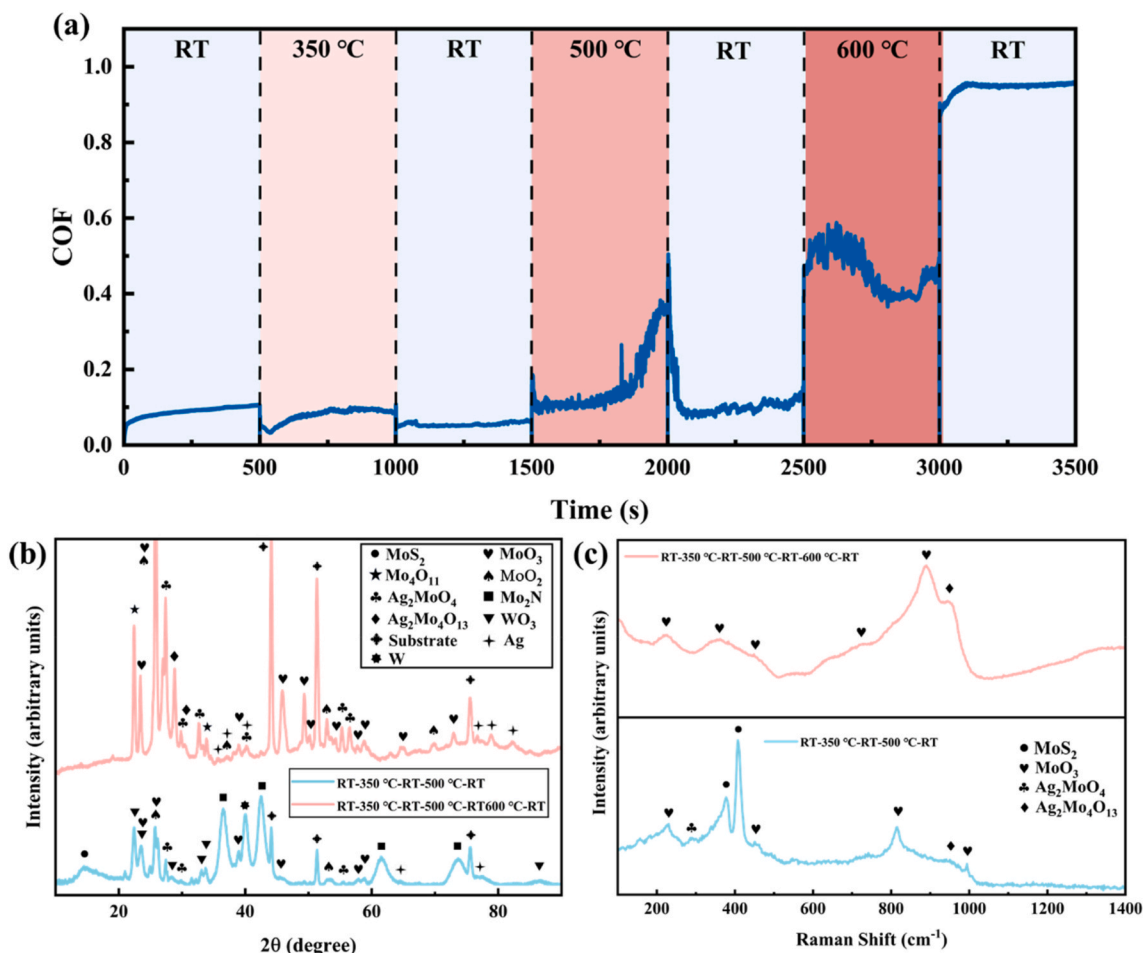 (a)
RT
350 °C
RT
500 °C
RT
600 °C
RT
1.0
0.8
0.6
0.4
0.2
0.0
COF
0
500
1000
1500
2000
2500
3000
3500
Time (s)
(b)
MoS2
MoO3
Mo4O11
MoO2
Ag2MoO4
Mo2N
Ag2Mo4O13
WO3
Substrate
Ag
W
RT-350 °C-RT-500 °C-RT
RT-350 °C-RT-500 °C-RT600 °C-RT
Intensity (arbitrary units)
20
40
60
80
2θ (degree)
(c)
RT-350 °C-RT-500 °C-RT-600 °C-RT
RT-350 °C-RT-500 °C-RT
MoS2
MoO3
Ag2MoO4
Ag2Mo4O13
Intensity (arbitrary units)
200
400
600
800
1000
1200
1400
Raman Shift (cm-1)